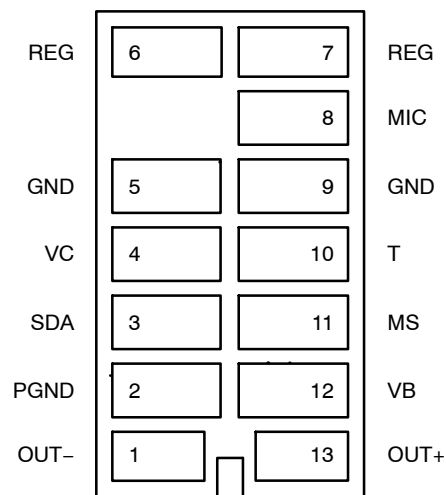 REG 6 7 REG
8 MIC
GND 5 9 GND
VC 4 10 T
SDA 3 11 MS
PGND 2 12 VB
OUT− 1 13 OUT+